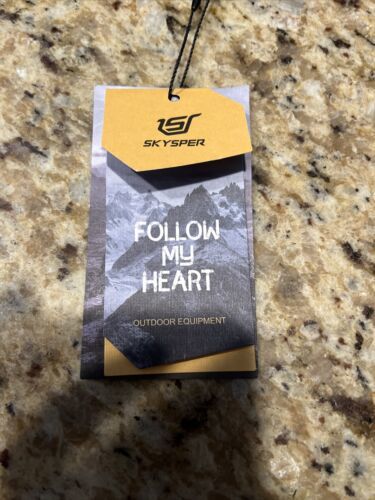 SKYSPER
FOLLOW
MY
HEART
OUTDOOR EQUIPMENT